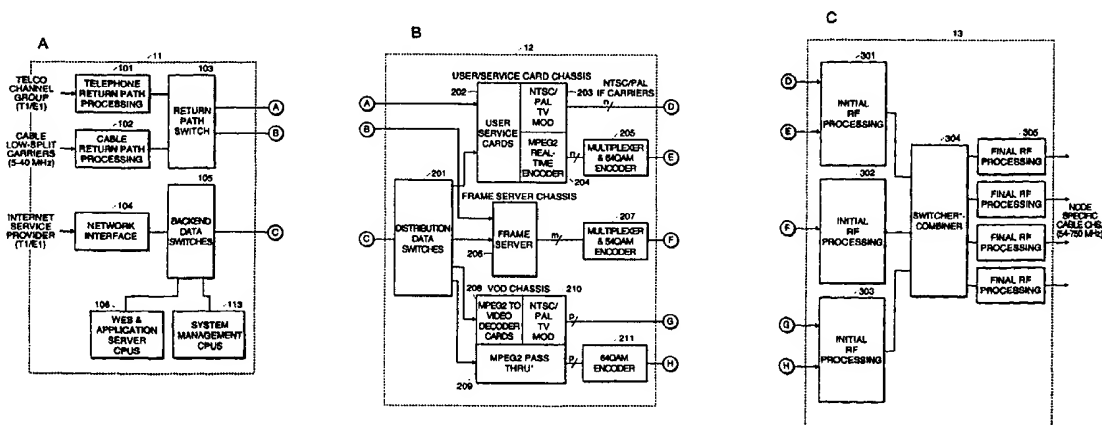 A
11
TELCO
CHANNEL
GROUP
(T1/E1)
101
TELEPHONE
RETURN PATH
PROCESSING
103
RETURN
PATH
SWITCH
A
B
CABLE
LOW-SPLIT
CARRIERS
(5-40 MHz)
102
CABLE
RETURN PATH
PROCESSING
105
INTERNET
SERVICE
PROVIDER
(T1/E1)
104
NETWORK
INTERFACE
BACKEND
DATA
SWITCHES
C
106
WEB &
APPLICATION
SERVER
CPUS
113
SYSTEM
MANAGEMENT
CPUS
B
12
USER/SERVICE CARD CHASSIS
202
USER
SERVICE
CARDS
NTSC/
PAL
TV
MOD
203
NTSC/PAL
IF CARRIERS
n
D
A
B
MPEG2
REAL-
TIME
ENCODER
204
n
205
MULTIPLEXER
& 64QAM
ENCODER
E
201
DISTRIBUTION
DATA
SWITCHES
C
FRAME SERVER CHASSIS
FRAME
SERVER
206
m
207
MULTIPLEXER
& 64QAM
ENCODER
F
VOD CHASSIS
208
MPEG2 TO
VIDEO
DECODER
CARDS
NTSC/
PAL
TV
MOD
210
p
G
MPEG2 PASS
THRU'
209
p
211
64QAM
ENCODER
H
C
13
301
D
E
INITIAL
RF
PROCESSING
302
F
INITIAL
RF
PROCESSING
303
G
H
INITIAL
RF
PROCESSING
304
SWITCHER-
COMBINER
305
FINAL RF
PROCESSING
FINAL RF
PROCESSING
FINAL RF
PROCESSING
FINAL RF
PROCESSING
NODE
SPECIFIC
CABLE CHS.
(54-750 MHz)